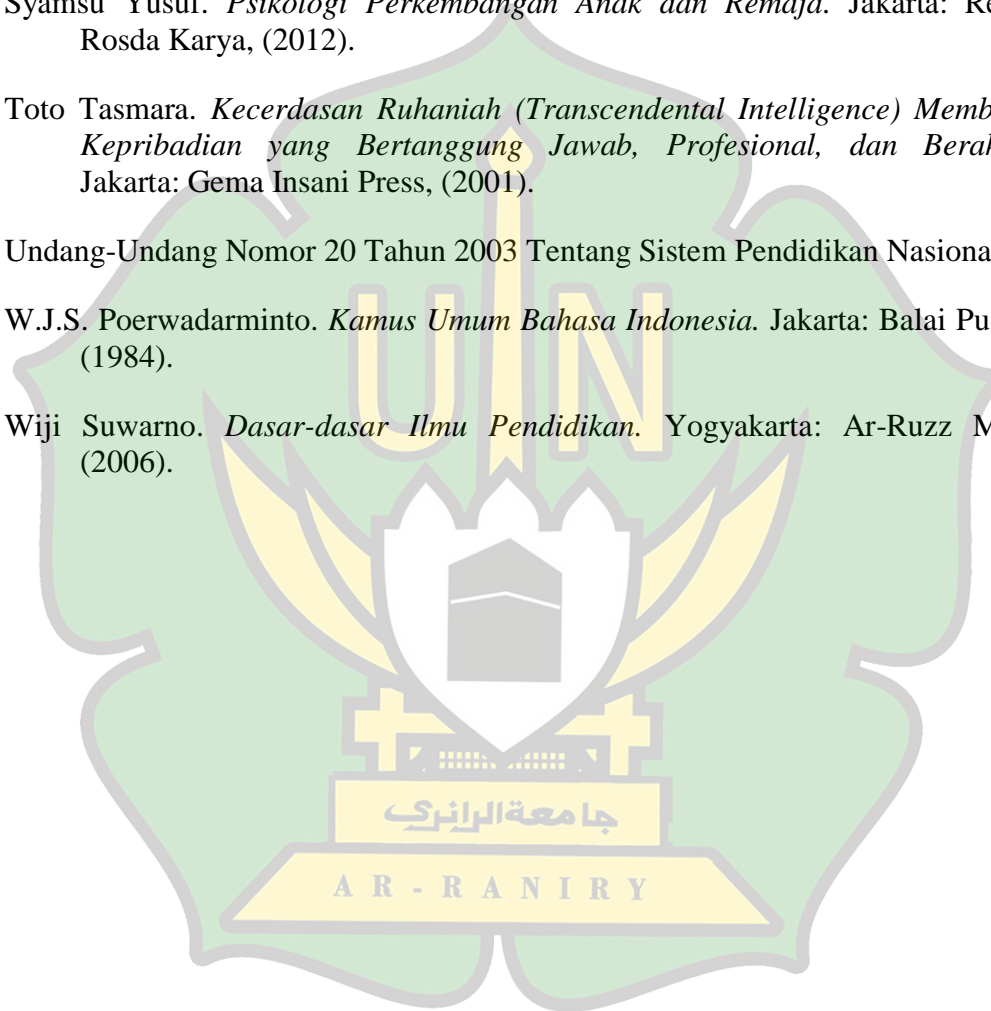 Syamsu Yusuf. Psikologi Perkembangan Anak dan Remaja. Jakarta: Re
Rosda Karya, (2012).
Toto Tasmara. Kecerdasan Ruhaniah (Transcendental Intelligence) Memb
Kepribadian yang Bertanggung Jawab, Profesional, dan Berak
Jakarta: Gema Insani Press, (2001).
Undang-Undang Nomor 20 Tahun 2003 Tentang Sistem Pendidikan Nasiona
W.J.S. Poerwadarminto. Kamus Umum Bahasa Indonesia. Jakarta: Balai Pu
(1984).
Wiji Suwarno. Dasar-dasar Ilmu Pendidikan. Yogyakarta: Ar-Ruzz M
(2006).
UIN
جامعة الرانري
AR-RANIRY